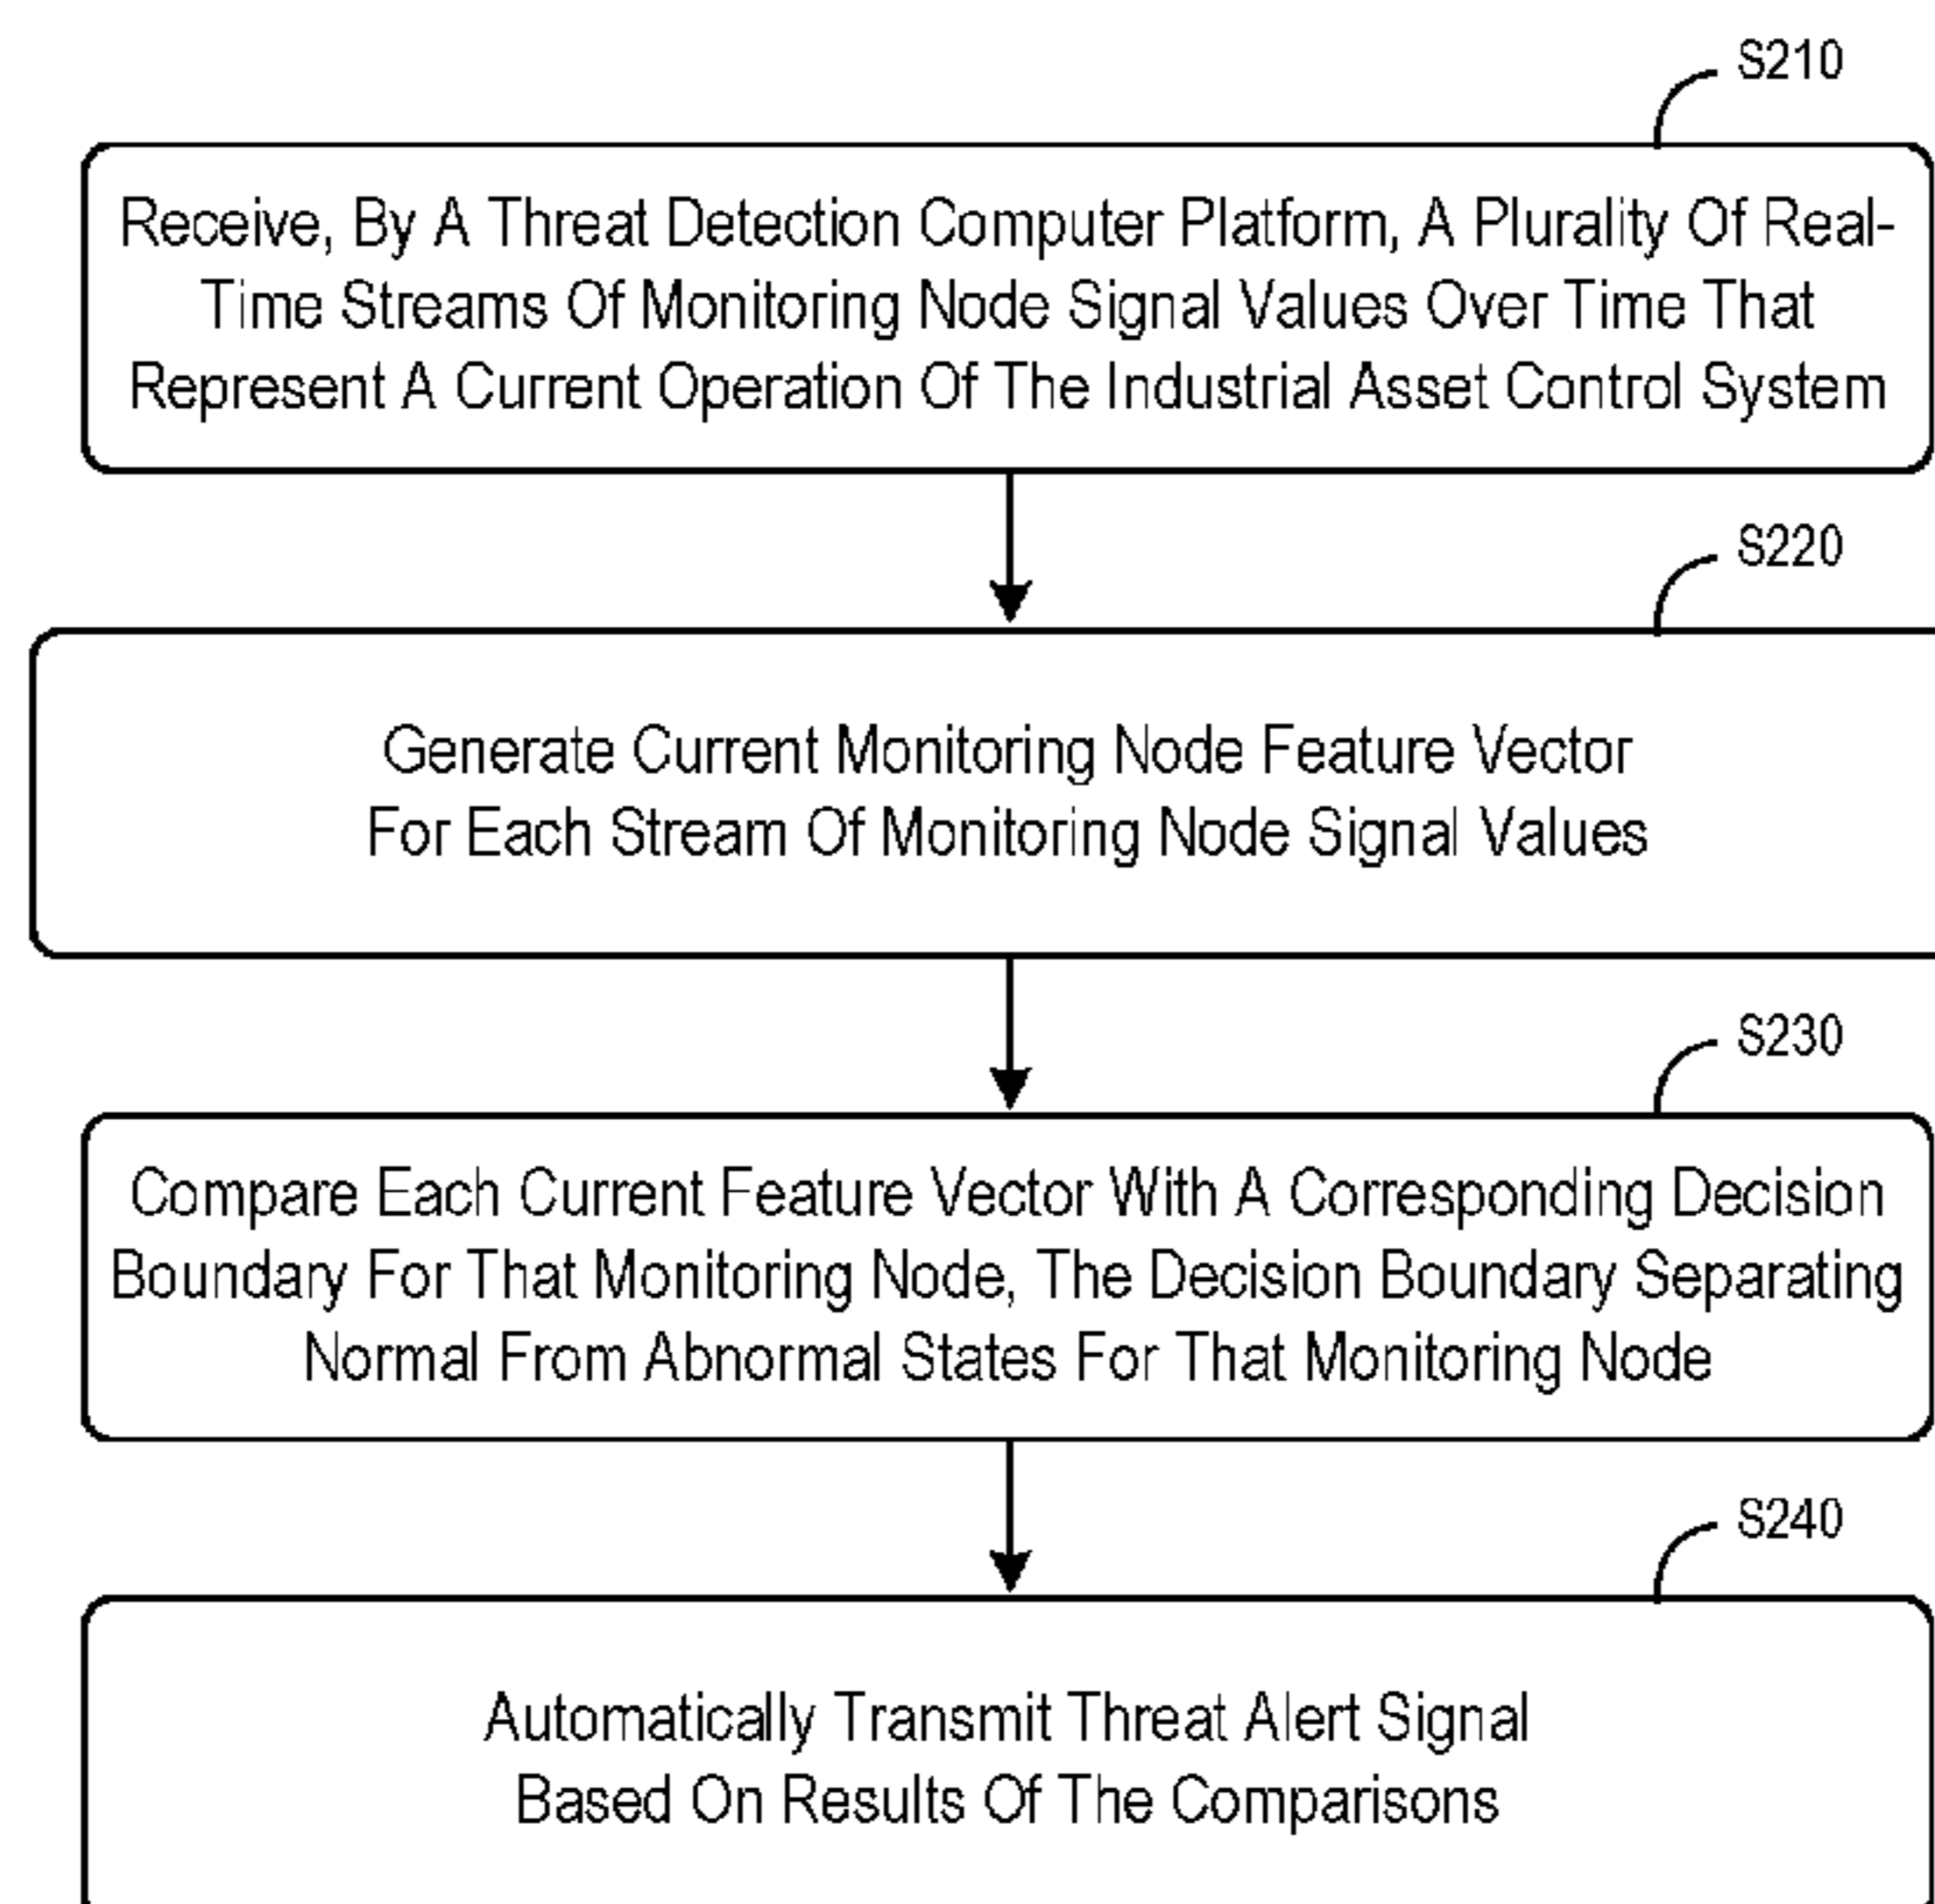 S210
Receive, By A Threat Detection Computer Platform, A Plurality Of Real-
Time Streams Of Monitoring Node Signal Values Over Time That
Represent A Current Operation Of The Industrial Asset Control System
S220
Generate Current Monitoring Node Feature Vector
For Each Stream Of Monitoring Node Signal Values
S230
Compare Each Current Feature Vector With A Corresponding Decision
Boundary For That Monitoring Node, The Decision Boundary Separating
Normal From Abnormal States For That Monitoring Node
S240
Automatically Transmit Threat Alert Signal
Based On Results Of The Comparisons